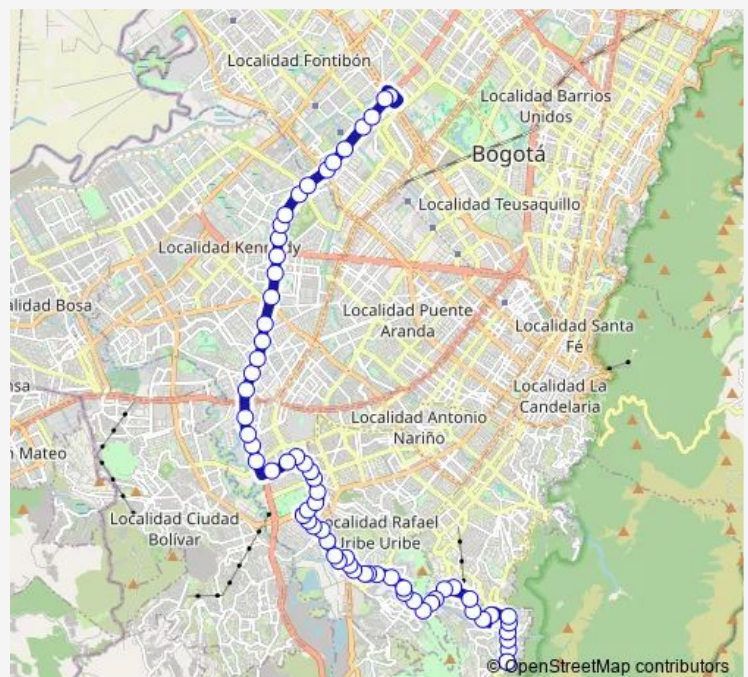 Localidad Fontibón
Localidad Barrios
Unidos
Bogotá
Localidad Teusaquillo
Localidad Kennedy
alidad Bosa
Localidad Puente
Aranda
Localidad Santa
Fé
nsa
Localidad La
Candelaria
Localidad Antonio
Nariño
n Mateo
Localidad Ciudad
Bolívar
ocalidad Rafael
Uribe Uribe
© OpenStreetMap contributors